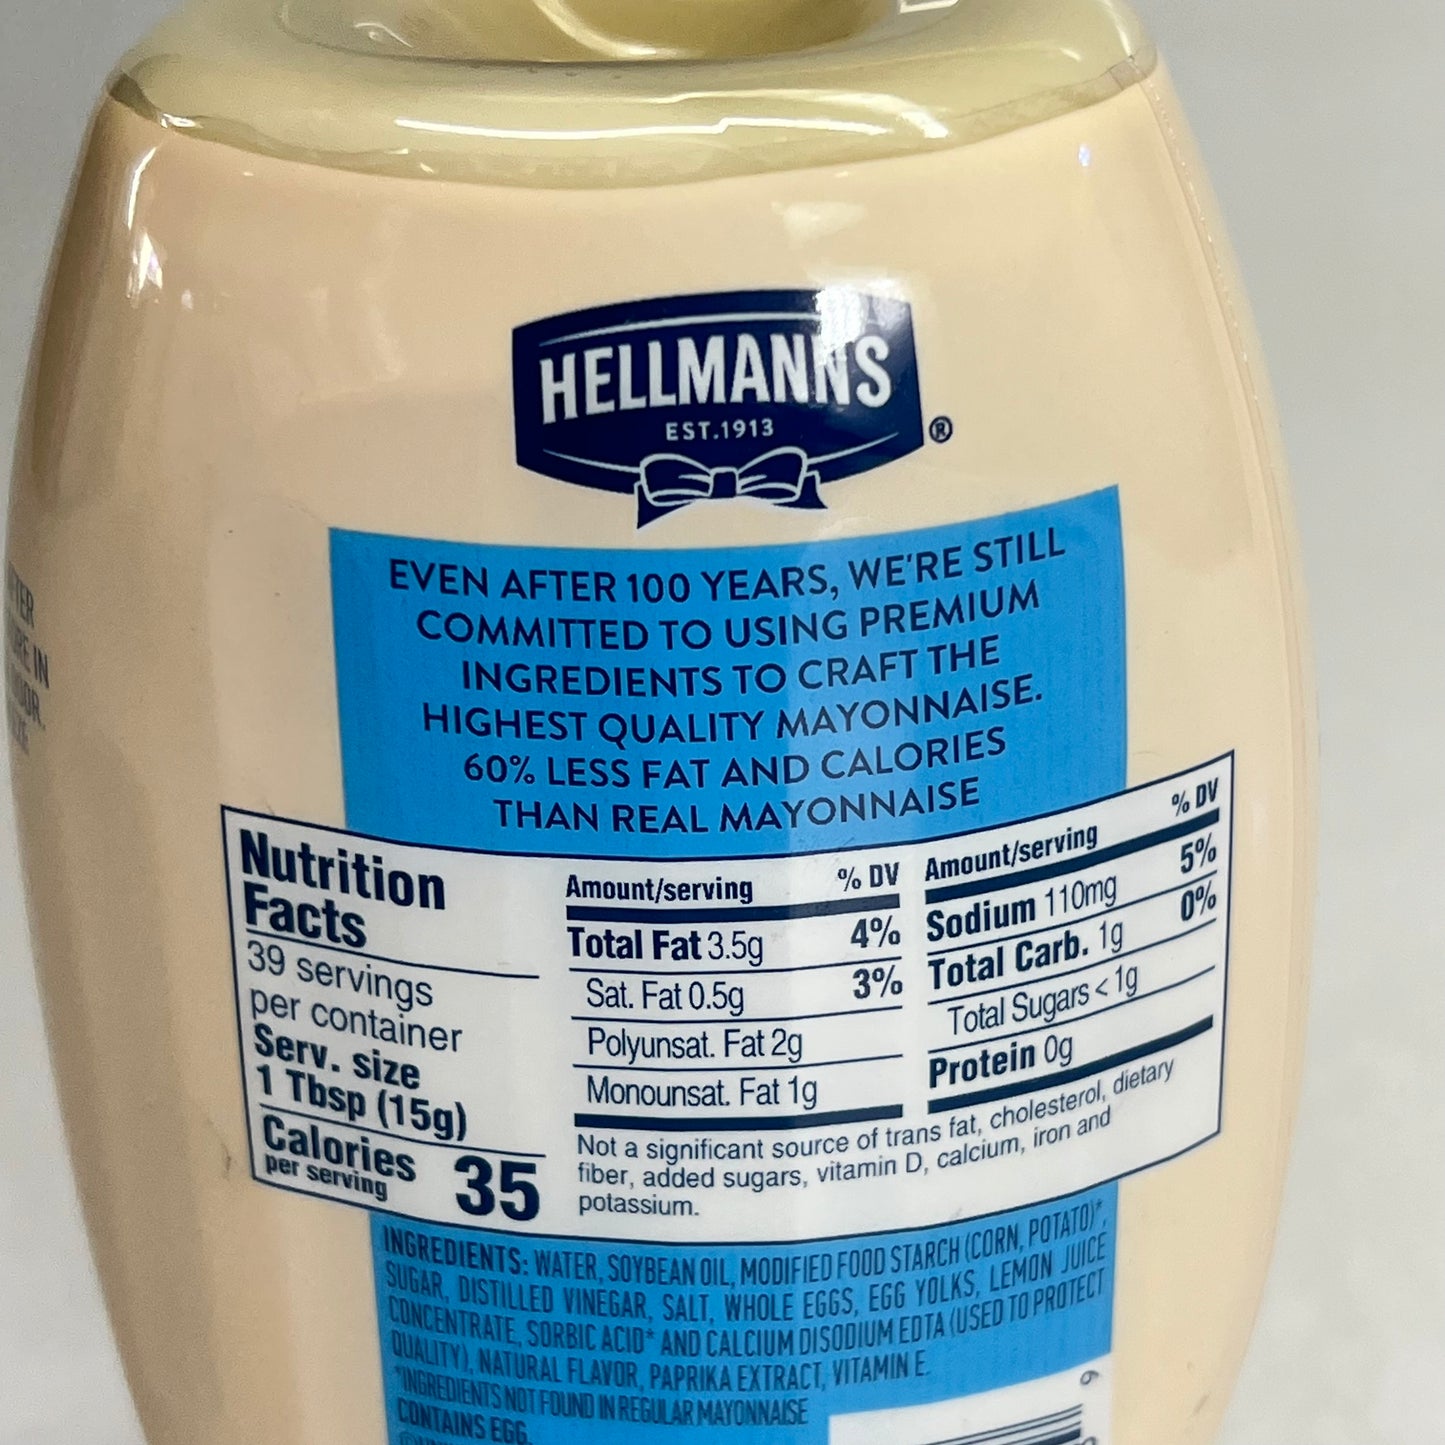 HELLMANN'S
EST.1913
®
EVEN AFTER 100 YEARS, WE'RE STILL
COMMITTED TO USING PREMIUM
INGREDIENTS TO CRAFT THE
HIGHEST QUALITY MAYONNAISE.
60% LESS FAT AND CALORIES
THAN REAL MAYONNAISE
Nutrition
Facts
39 servings
per container
Serv. size
1 Tbsp (15g)
Calories 35
per serving
Amount/serving % DV
Total Fat 3.5g 4%
Sat. Fat 0.5g 3%
Polyunsat. Fat 2g
Monounsat. Fat 1g
Amount/serving % DV
Sodium 110mg 5%
Total Carb. 1g 0%
Total Sugars < 1g
Protein 0g
Not a significant source of trans fat, cholesterol, dietary
fiber, added sugars, vitamin D, calcium, iron and
potassium.
INGREDIENTS: WATER, SOYBEAN OIL, MODIFIED FOOD STARCH (CORN, POTATO)*,
SUGAR, DISTILLED VINEGAR, SALT, WHOLE EGGS, EGG YOLKS, LEMON JUICE
CONCENTRATE, SORBIC ACID* AND CALCIUM DISODIUM EDTA (USED TO PROTECT
QUALITY), NATURAL FLAVOR, PAPRIKA EXTRACT, VITAMIN E.
*INGREDIENTS NOT FOUND IN REGULAR MAYONNAISE
CONTAINS EGG.